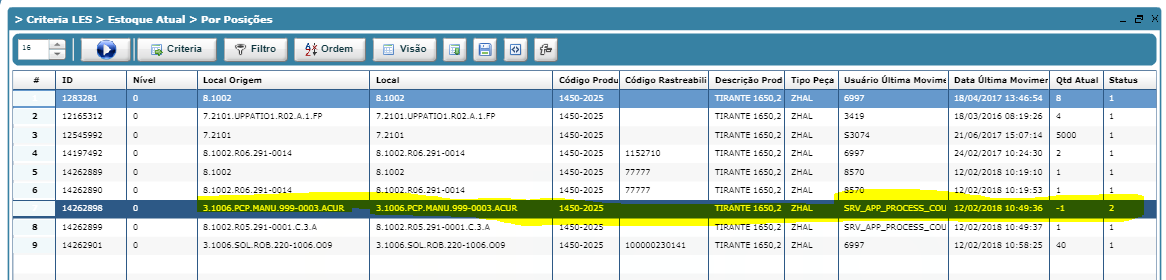 > Criteria LES > Estoque Atual > Por Posições
16 Criteria Filtro Ordem Visão
# ID Nível Local Origem Local Código Produ Código Rastreabili Descrição Prod Tipo Peça Usuário Última Movime Data Última Movimer Qtd Atual Status
1283281 0 8.1002 8.1002 1450-2025 TIRANTE 1650,2 ZHAL 6997 18/04/2017 13:46:54 8 1
2 12165312 0 7.2101.UPPATIO1.R02.A.1.FP 7.2101.UPPATIO1.R02.A.1.FP 1450-2025 TIRANTE 1650,2 ZHAL 3419 18/03/2016 08:19:26 4 1
3 12545992 0 7.2101 7.2101 1450-2025 TIRANTE 1650,2 ZHAL S3074 21/06/2017 15:07:14 5000 1
4 14197492 0 8.1002.R06.291-0014 8.1002.R06.291-0014 1450-2025 1152710 TIRANTE 1650,2 ZHAL 6997 24/02/2017 10:24:30 2 1
5 14262889 0 8.1002 8.1002 1450-2025 77777 TIRANTE 1650,2 ZHAL 8570 12/02/2018 10:19:10 1 1
6 14262890 0 8.1002.R06.291-0014 8.1002.R06.291-0014 1450-2025 77777 TIRANTE 1650,2 ZHAL 8570 12/02/2018 10:19:53 1 1
14262898 0 3.1006.PCP.MANU.999-0003.ACUR 3.1006.PCP.MANU.999-0003.ACUR 1450-2025 TIRANTE 1650,2 ZHAL SRV_APP_PROCESS_COU 12/02/2018 10:49:36 -1 2
8 14262899 0 8.1002.R05.291-0001.C.3.A 8.1002.R05.291-0001.C.3.A 1450-2025 TIRANTE 1650,2 ZHAL SRV_APP_PROCESS_COU 12/02/2018 10:49:37 1 1
9 14262901 0 3.1006.SOL.ROB.220-1006.O09 3.1006.SOL.ROB.220-1006.O09 1450-2025 100000230141 TIRANTE 1650,2 ZHAL 6997 12/02/2018 10:58:25 40 1